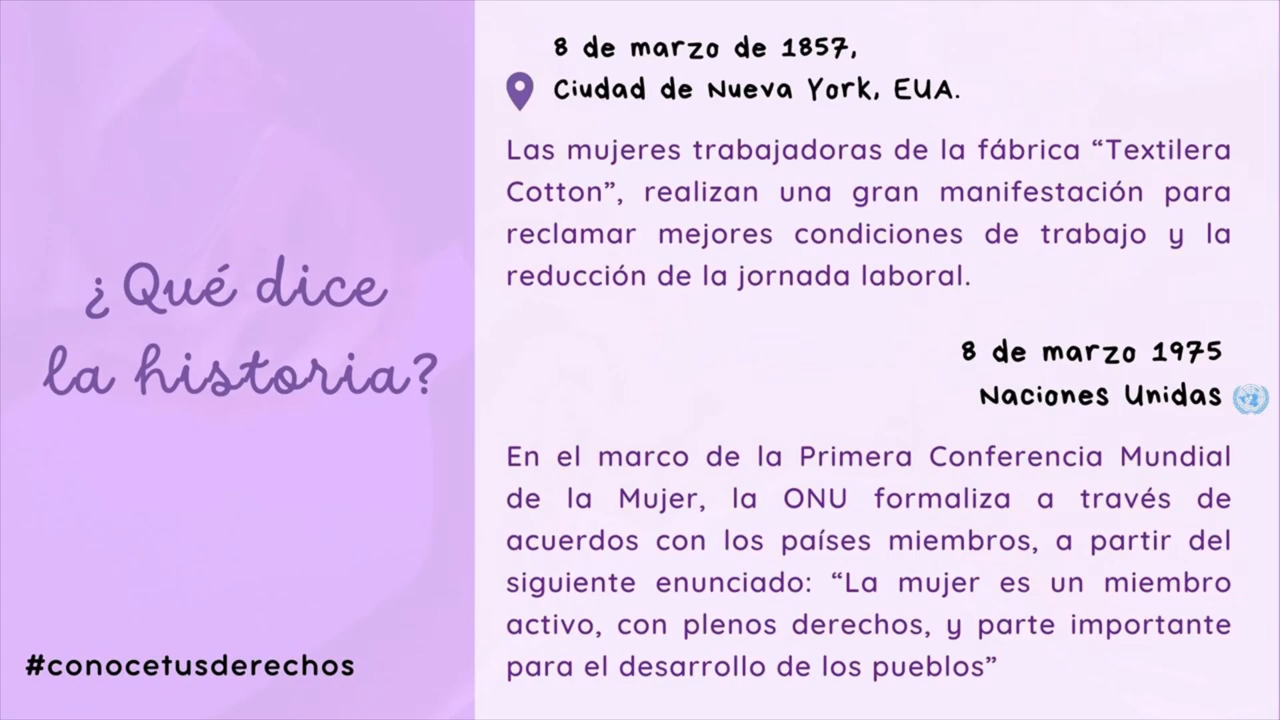 ¿Qué dice
la historia?
#conocetusderechos
8 de marzo de 1857,
Ciudad de Nueva York, EUA.
Las mujeres trabajadoras de la fábrica “Textilera
Cotton”, realizan una gran manifestación para
reclamar mejores condiciones de trabajo y la
reducción de la jornada laboral.
8 de marzo 1975
Naciones Unidas
En el marco de la Primera Conferencia Mundial
de la Mujer, la ONU formaliza a través de
acuerdos con los países miembros, a partir del
siguiente enunciado: “La mujer es un miembro
activo, con plenos derechos, y parte importante
para el desarrollo de los pueblos”